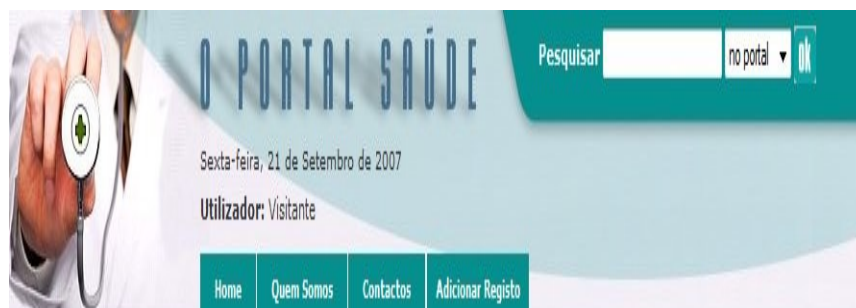 O PORTAL SAÚDE
Pesquisar no portal ok
Sexta-feira, 21 de Setembro de 2007
Utilizador: Visitante
Home Quem Somos Contactos Adicionar Registo